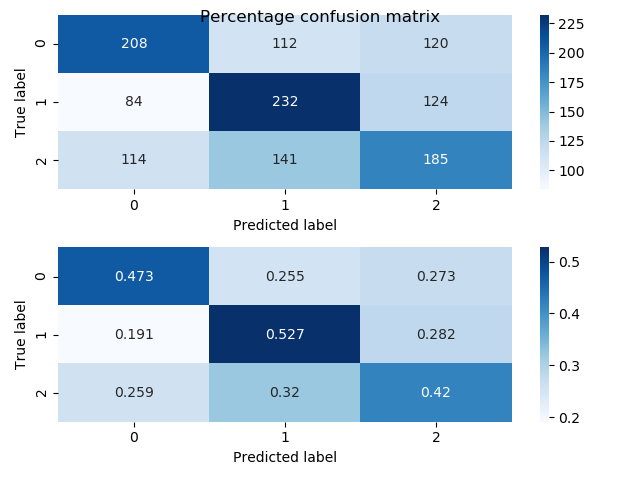 Percentage confusion matrix
True label
0 208 112 120
1 84 232 124
2 114 141 185
0 1 2
Predicted label
225
200
175
150
125
100
True label
0 0.473 0.255 0.273
1 0.191 0.527 0.282
2 0.259 0.32 0.42
0 1 2
Predicted label
0.5
0.4
0.3
0.2